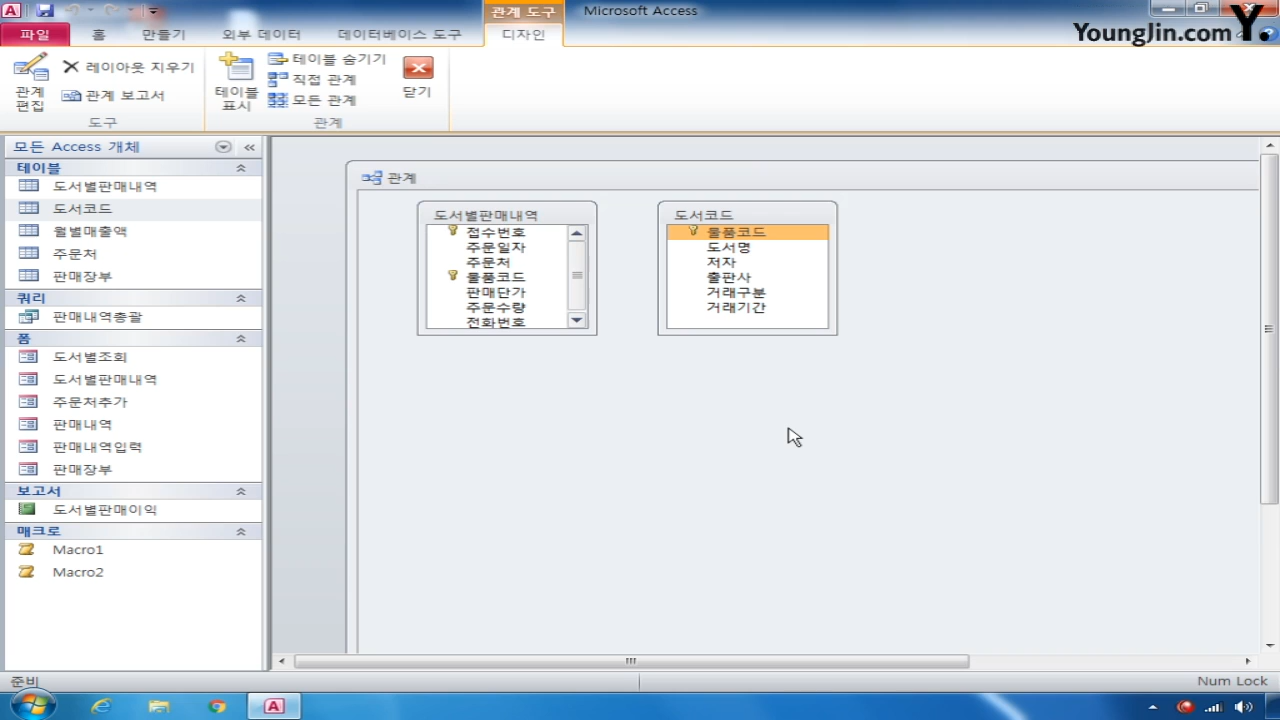 관계 도구
Microsoft Access
YoungJin.com Y.
파일
홈
만들기
외부 데이터
데이터베이스 도구
디자인
관계 편집
레이아웃 지우기
관계 보고서
도구
테이블 표시
테이블 숨기기
직접 관계
모든 관계
닫기
관계
모든 Access 개체
테이블
도서별판매내역
도서코드
월별매출액
주문처
판매장부
쿼리
판매내역총괄
폼
도서별조회
도서별판매내역
주문처추가
판매내역
판매내역입력
판매장부
보고서
도서별판매이익
매크로
Macro1
Macro2
관계
도서별판매내역
접수번호
주문일자
주문처
물품코드
판매단가
주문수량
전화번호
도서코드
물품코드
도서명
저자
출판사
거래구분
거래기간
준비
Num Lock